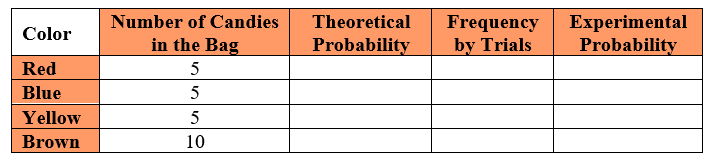 Color Number of Candies in the Bag Theoretical Probability Frequency by Trials Experimental Probability
Red 5
Blue 5
Yellow 5
Brown 10